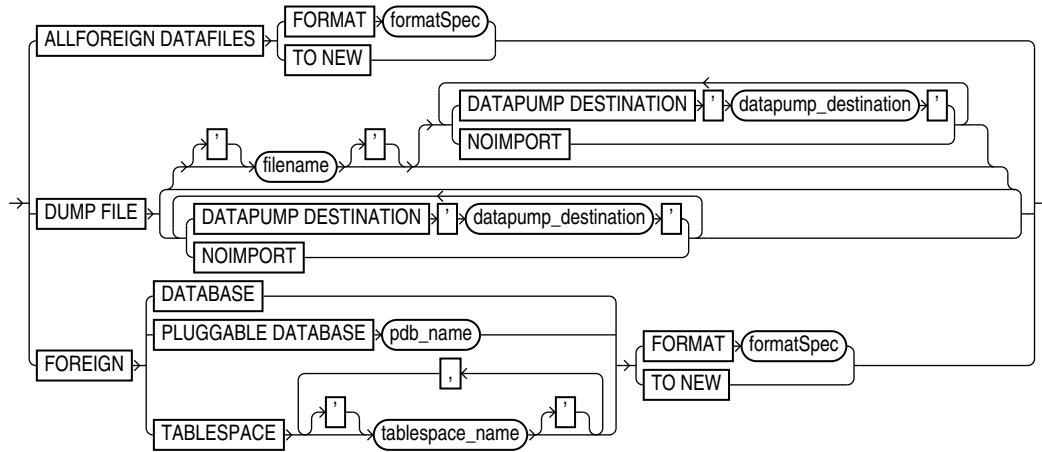 FORMAT formatSpec
ALLFOREIGN DATAFILES
TO NEW
DATAPUMP DESTINATION ’ datapump_destination ’
’ ’
NOIMPORT
filename
DUMP FILE
DATAPUMP DESTINATION ’ datapump_destination ’
NOIMPORT
DATABASE
PLUGGABLE DATABASE pdb_name
FORMAT formatSpec
FOREIGN
,
TO NEW
’ ’
TABLESPACE tablespace_name